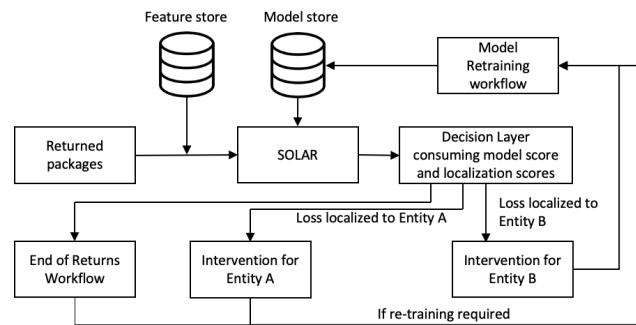 Feature store
Model store
Model
Retraining
workflow
Returned
packages
SOLAR
Decision Layer
consuming model score
and localization scores
Loss localized to Entity A
Loss localized to
Entity B
End of Returns
Workflow
Intervention for
Entity A
Intervention for
Entity B
If re-training required